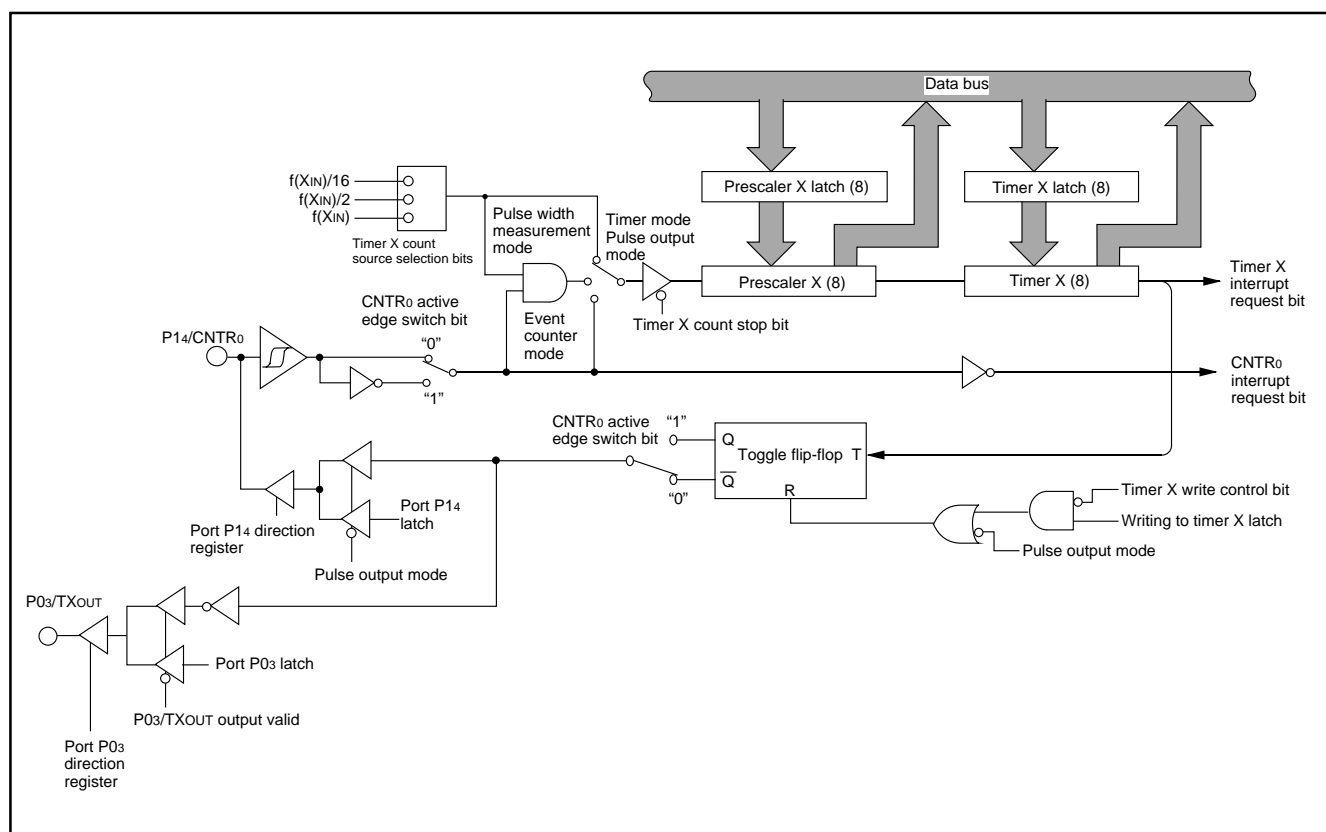 Data bus
Prescaler X latch (8)
Timer X latch (8)
f(XIN)/16
f(XIN)/2
f(XIN)
Timer X count
source selection bits
Pulse width
measurement
mode
Timer mode
Pulse output
mode
Prescaler X (8)
Timer X (8)
Timer X
interrupt
request bit
Timer X count stop bit
CNTR0 active
edge switch bit
Event
counter
mode
P14/CNTR0
“0”
“1”
CNTR0
interrupt
request bit
CNTR0 active
edge switch bit
“1”
“0”
Q
Toggle flip-flop T
Q
R
Timer X write control bit
Writing to timer X latch
Pulse output mode
Port P14
latch
Port P14 direction
register
Pulse output mode
P03/TXOUT
Port P03 latch
P03/TXOUT output valid
Port P03
direction
register